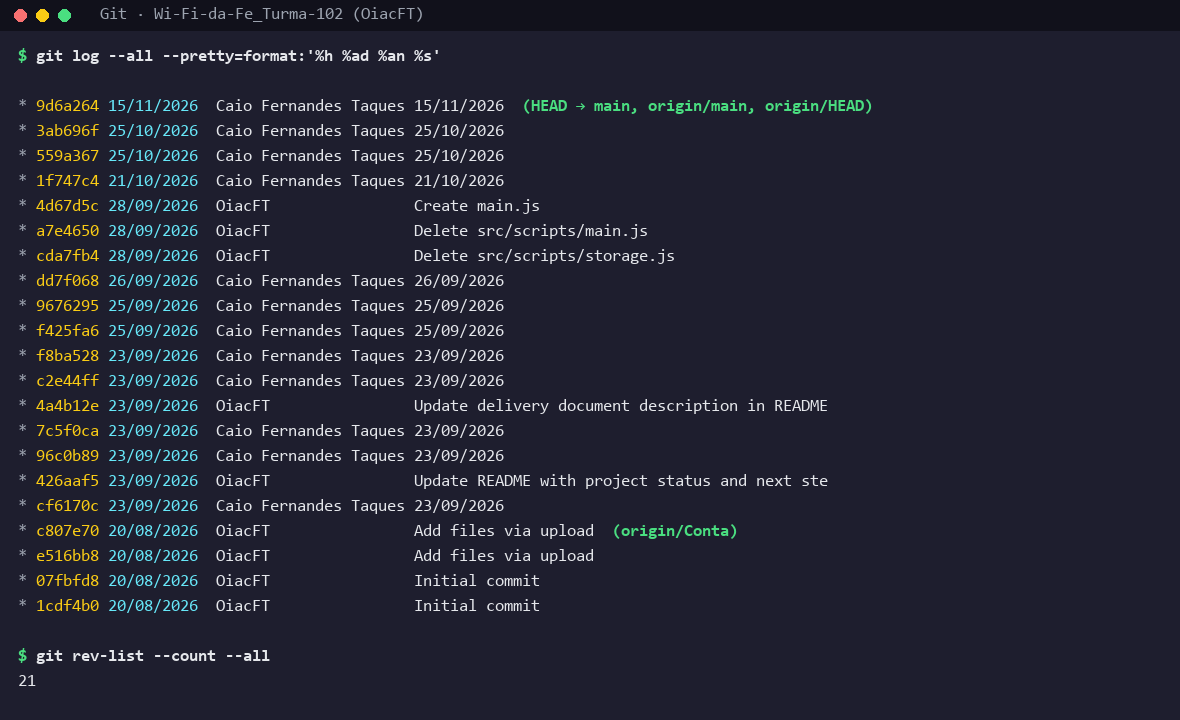 Git · Wi-Fi-da-Fe_Turma-102 (OiacFT)
$ git log --all --pretty=format:'%h %ad %an %s'
* 9d6a264 15/11/2026  Caio Fernandes Taques 15/11/2026  (HEAD → main, origin/main, origin/HEAD)
* 3ab696f 25/10/2026  Caio Fernandes Taques 25/10/2026
* 559a367 25/10/2026  Caio Fernandes Taques 25/10/2026
* 1f747c4 21/10/2026  Caio Fernandes Taques 21/10/2026
* 4d67d5c 28/09/2026  OiacFT                Create main.js
* a7e4650 28/09/2026  OiacFT                Delete src/scripts/main.js
* cda7fb4 28/09/2026  OiacFT                Delete src/scripts/storage.js
* dd7f068 26/09/2026  Caio Fernandes Taques 26/09/2026
* 9676295 25/09/2026  Caio Fernandes Taques 25/09/2026
* f425fa6 25/09/2026  Caio Fernandes Taques 25/09/2026
* f8ba528 23/09/2026  Caio Fernandes Taques 23/09/2026
* c2e44ff 23/09/2026  Caio Fernandes Taques 23/09/2026
* 4a4b12e 23/09/2026  OiacFT                Update delivery document description in README
* 7c5f0ca 23/09/2026  Caio Fernandes Taques 23/09/2026
* 96c0b89 23/09/2026  Caio Fernandes Taques 23/09/2026
* 426aaf5 23/09/2026  OiacFT                Update README with project status and next ste
* cf6170c 23/09/2026  Caio Fernandes Taques 23/09/2026
* c807e70 20/08/2026  OiacFT                Add files via upload  (origin/Conta)
* e516bb8 20/08/2026  OiacFT                Add files via upload
* 07fbfd8 20/08/2026  OiacFT                Initial commit
* 1cdf4b0 20/08/2026  OiacFT                Initial commit
$ git rev-list --count --all
21